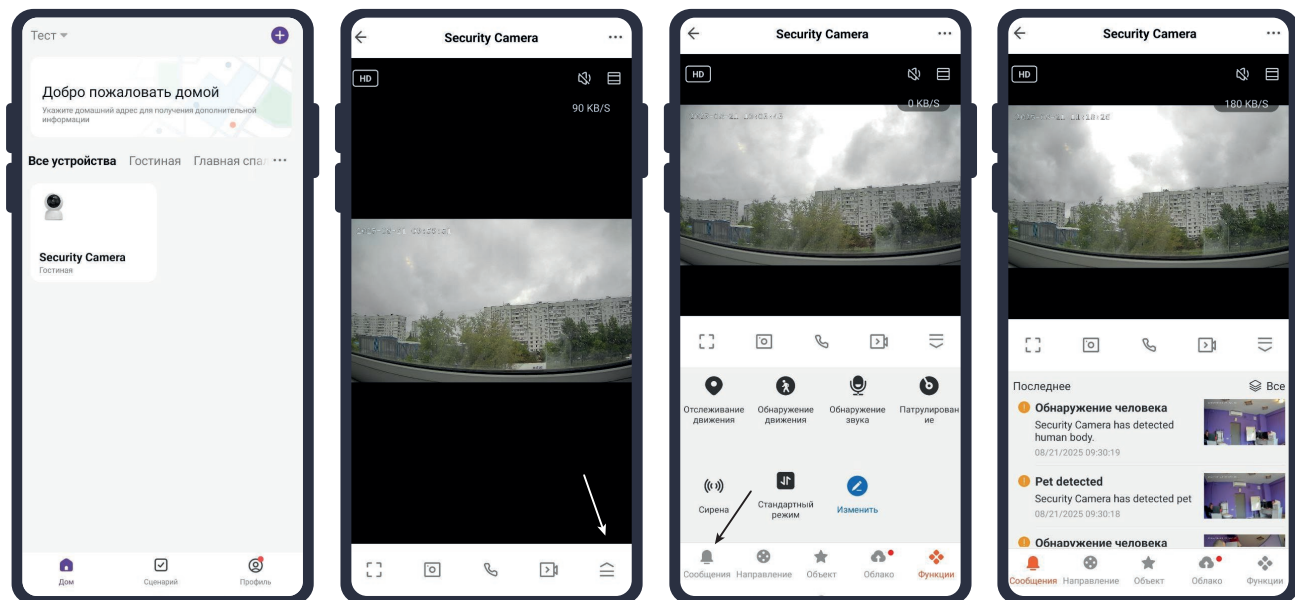 Тест
Добро пожаловать домой
Укажите домашний адрес для получения дополнительной
информации
Все устройства Гостиная Главная спа
Security Camera
Гостиная
Дом Сценарий Профиль
Security Camera
HD
90 KB/S
Security Camera
HD
0 KB/S
Отслеживание
движения
Обнаружение
движения
Обнаружение
звука
Патрулирован
ие
Сирена
Стандартный
режим
Изменить
Сообщения Направление Объект Облако Функции
Security Camera
HD
180 KB/S
Последнее Все
Обнаружение человека
Security Camera has detected
human body.
08/21/2025 09:30:19
Pet detected
Security Camera has detected pet
08/21/2025 09:30:18
Обнаружение человека
Сообщения Направление Объект Облако Функции